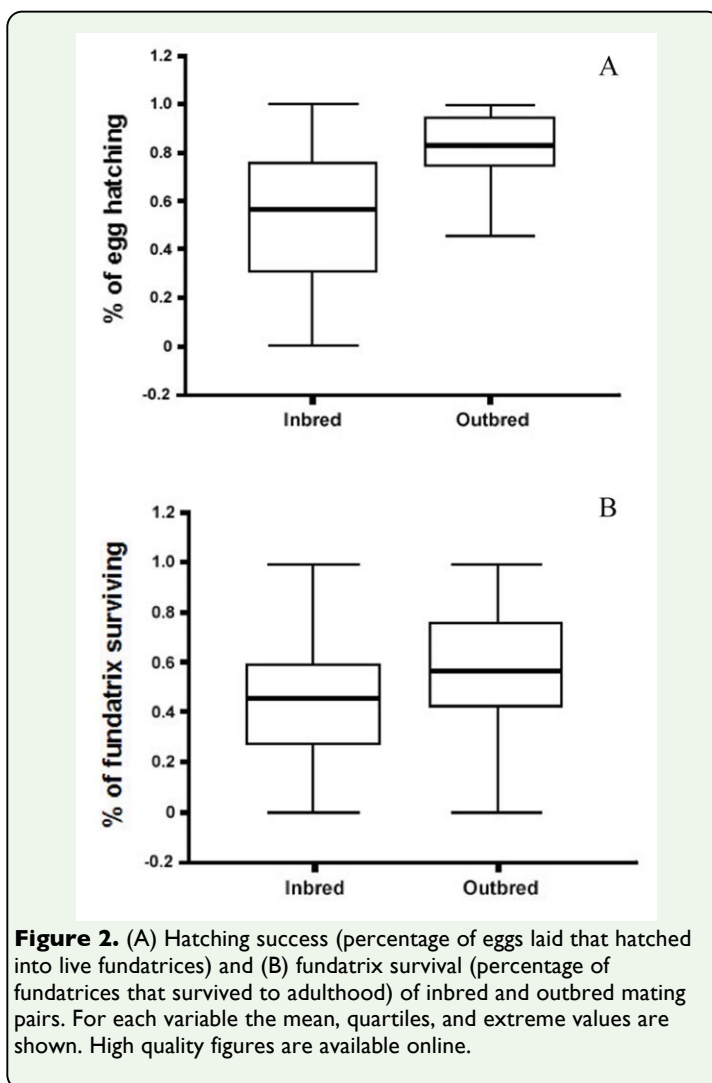 A
1.2
1.0
0.8
0.6
0.4
0.2
0
-0.2
% of egg hatching
Inbred Outbred
B
1.2
1.0
0.8
0.6
0.4
0.2
0
-0.2
% of fundatrix surviving
Inbred Outbred
Figure 2. (A) Hatching success (percentage of eggs laid that hatched
into live fundatrices) and (B) fundatrix survival (percentage of
fundatrices that survived to adulthood) of inbred and outbred mating
pairs. For each variable the mean, quartiles, and extreme values are
shown. High quality figures are available online.